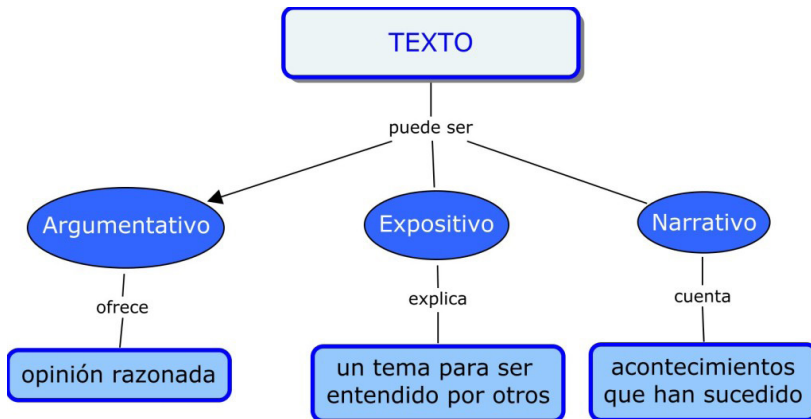 TEXTO
puede ser
Argumentativo
Expositivo
Narrativo
ofrece
explica
cuenta
opinión razonada
un tema para ser
entendido por otros
acontecimientos
que han sucedido